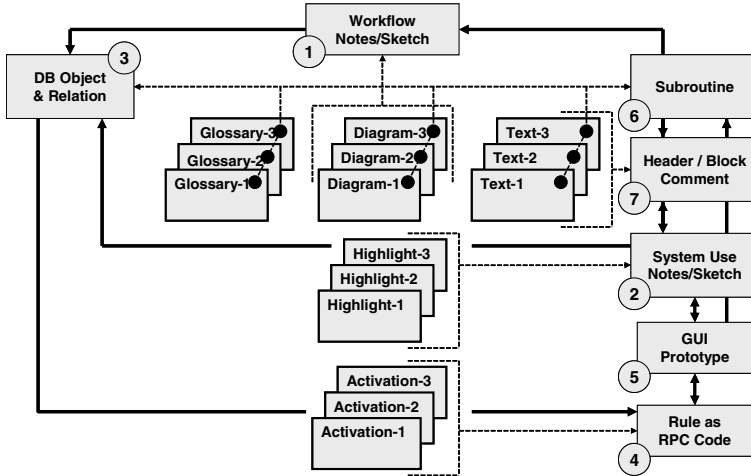 Workflow
Notes/Sketch
1
3
DB Object
& Relation
Subroutine
6
Glossary-3
Glossary-2
Glossary-1
Diagram-3
Diagram-2
Diagram-1
Text-3
Text-2
Text-1
Header / Block
Comment
7
Highlight-3
Highlight-2
Highlight-1
System Use
Notes/Sketch
2
GUI
Prototype
5
Activation-3
Activation-2
Activation-1
Rule as
RPC Code
4